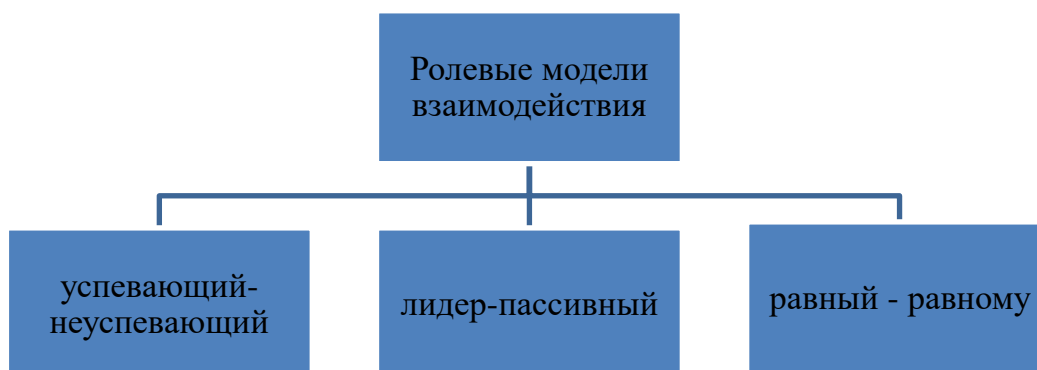 Ролевые модели
взаимодействия
успевающий-
неуспевающий
лидер-пассивный
равный - равному